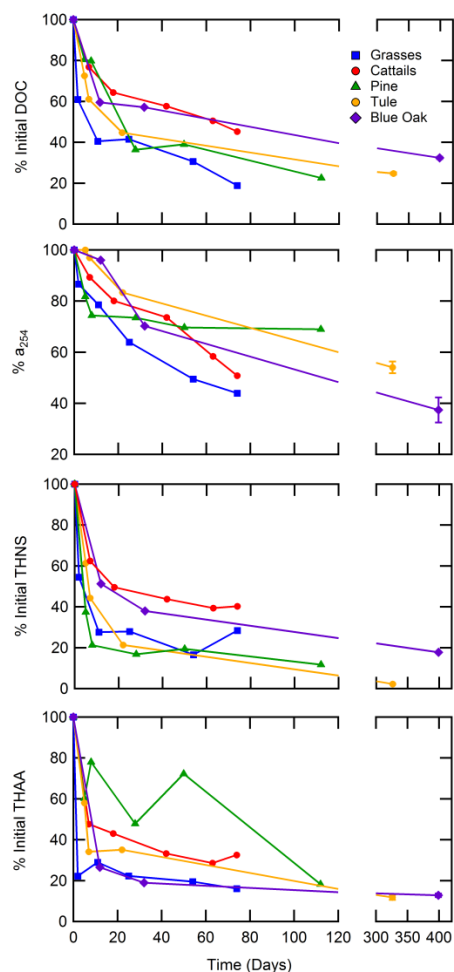 % Initial DOC
100
80
60
40
20
0
Grasses
Cattails
Pine
Tule
Blue Oak
% a254
100
80
60
40
20
% Initial THNS
100
80
60
40
20
0
% Initial THAA
100
80
60
40
20
0
0 20 40 60 80 100 120 300 350 400
Time (Days)